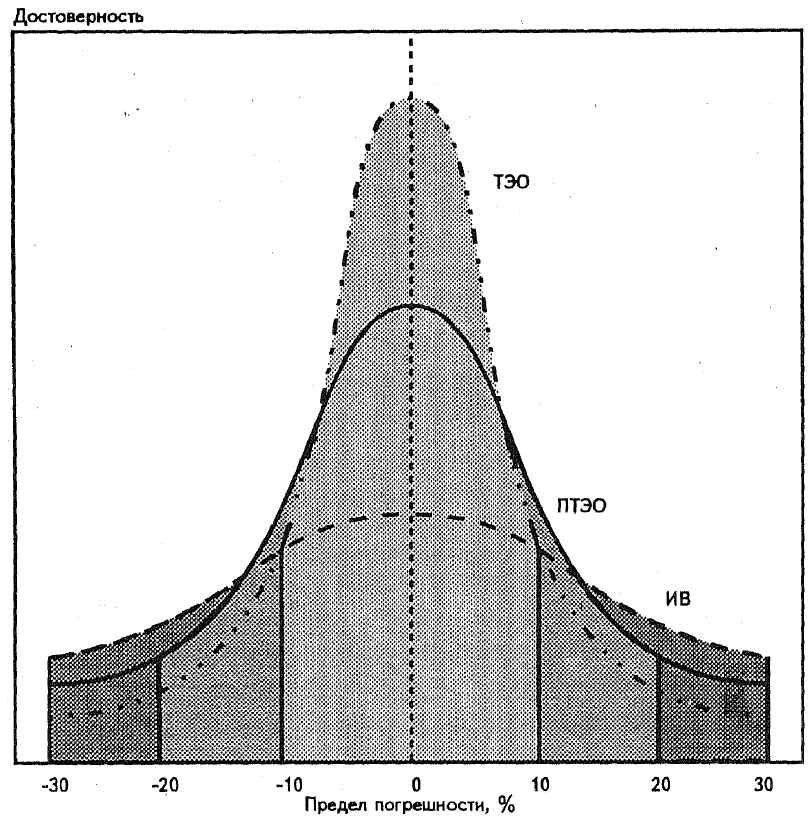 Достоверность
ТЭО
ПТЭО
ИВ
-30 -20 -10 0 10 20 30
Предел погрешности, %